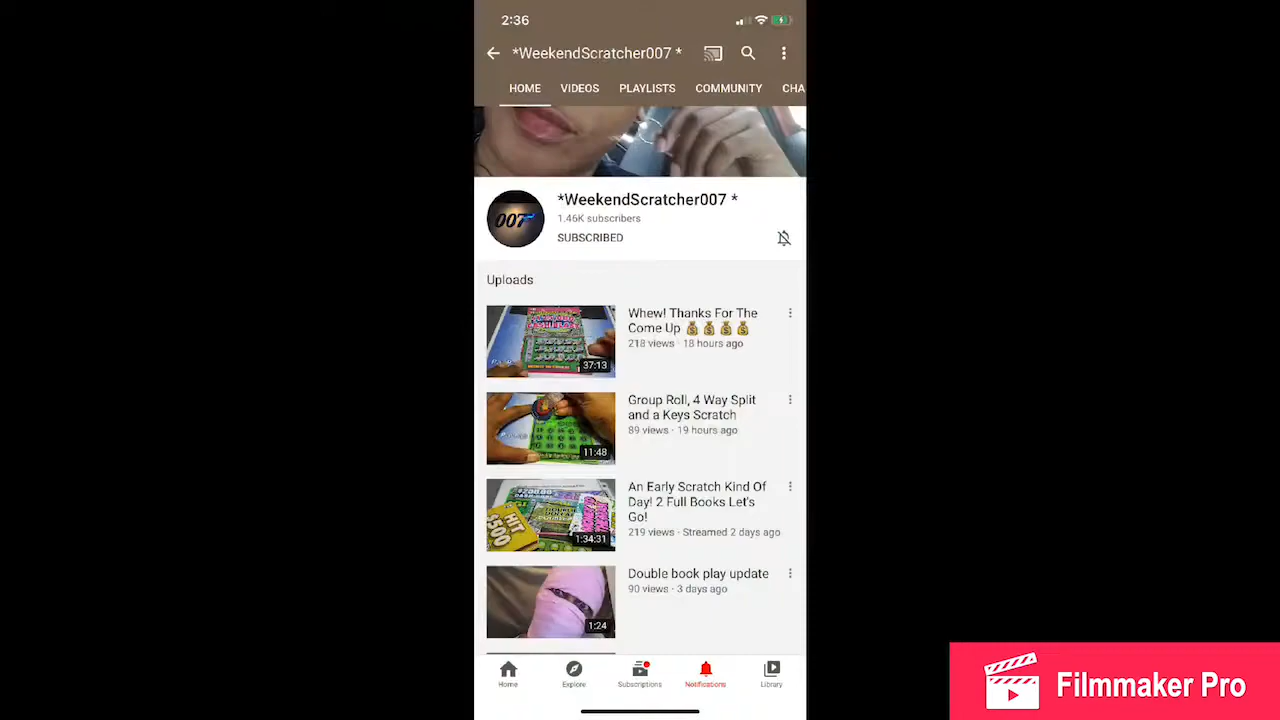 2:36
*WeekendScratcher007 *
HOME VIDEOS PLAYLISTS COMMUNITY CHA
*WeekendScratcher007 *
1.46K subscribers
SUBSCRIBED
007
Uploads
Whew! Thanks For The
Come Up 💰💰💰💰
218 views · 18 hours ago
37:13
Group Roll, 4 Way Split
and a Keys Scratch
89 views · 19 hours ago
11:48
An Early Scratch Kind Of
Day! 2 Full Books Let's
Go!
219 views · Streamed 2 days ago
HIT
$500
1:34:31
Double book play update
90 views · 3 days ago
1:24
Home Explore Subscriptions Notifications Library
Filmmaker Pro